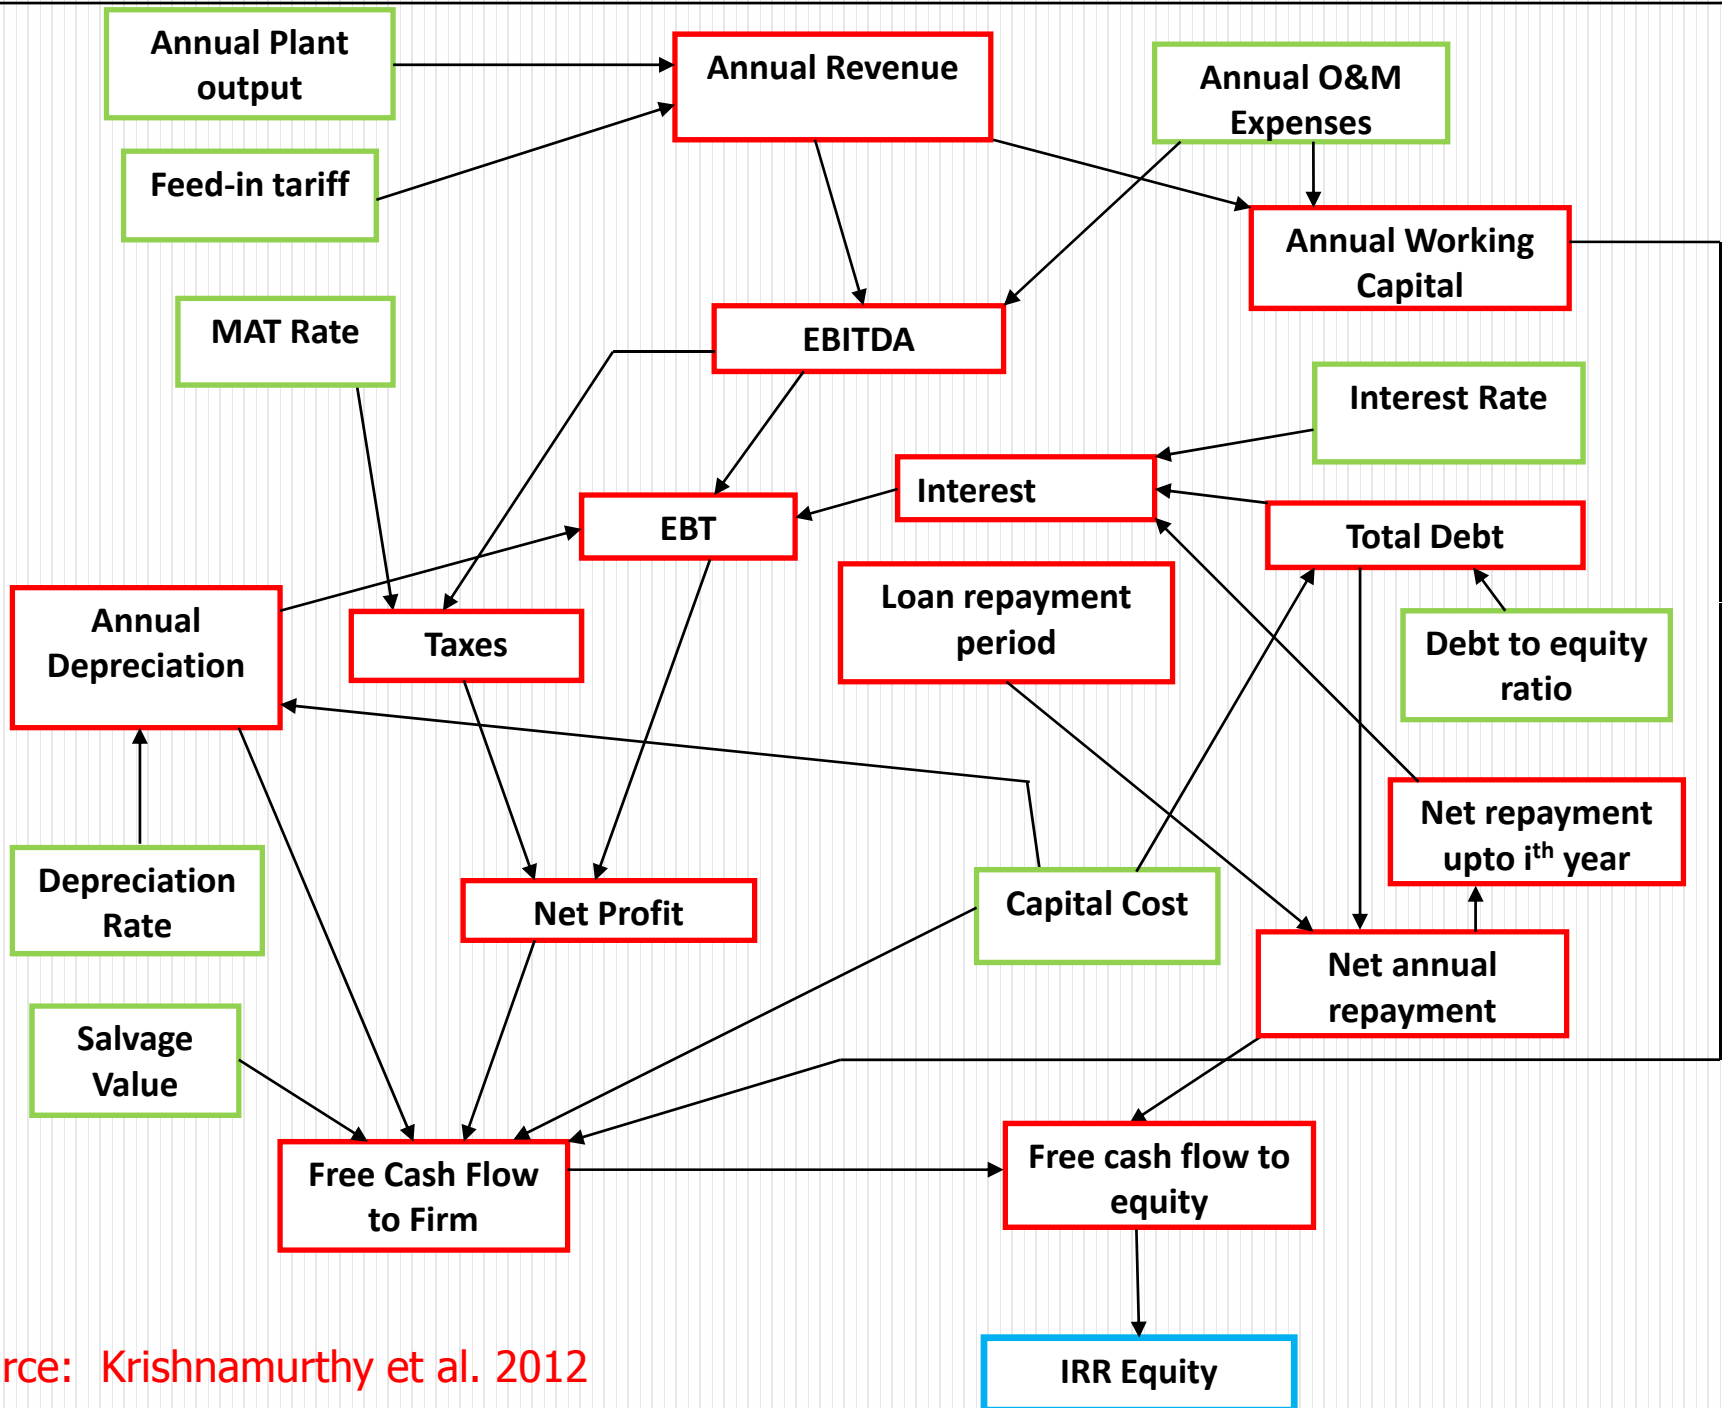 Annual Plant
output
Annual Revenue
Annual O&M
Expenses
Feed-in tariff
Annual Working
Capital
MAT Rate
EBITDA
Interest Rate
Interest
EBT
Total Debt
Annual
Depreciation
Taxes
Loan repayment
period
Debt to equity
ratio
Net repayment
upto ith year
Depreciation
Rate
Net Profit
Capital Cost
Net annual
repayment
Salvage
Value
Free Cash Flow
to Firm
Free cash flow to
equity
rce: Krishnamurthy et al. 2012
IRR Equity